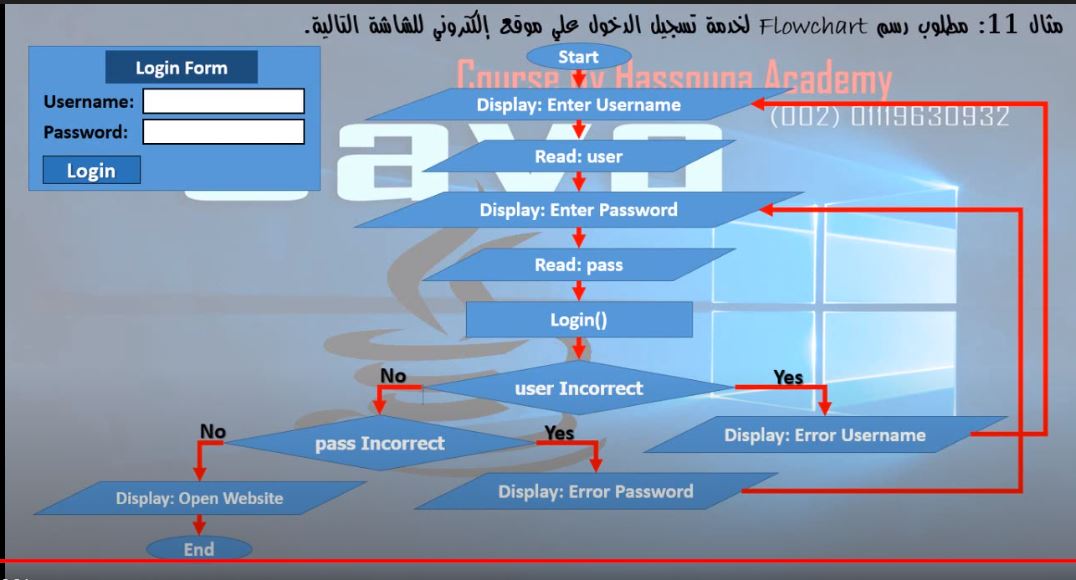 مثال 11: مطلوب رسم Flowchart لخدمة تسجيل الدخول علي موقع إلكتروني للشاشة التالية.
Login Form
Username:
Password:
Login
Course by Hassouna Academy
(002) 01119630932
Java
Start
Display: Enter Username
Read: user
Display: Enter Password
Read: pass
Login()
user Incorrect
No
Yes
pass Incorrect
Display: Error Username
No
Yes
Display: Open Website
Display: Error Password
End